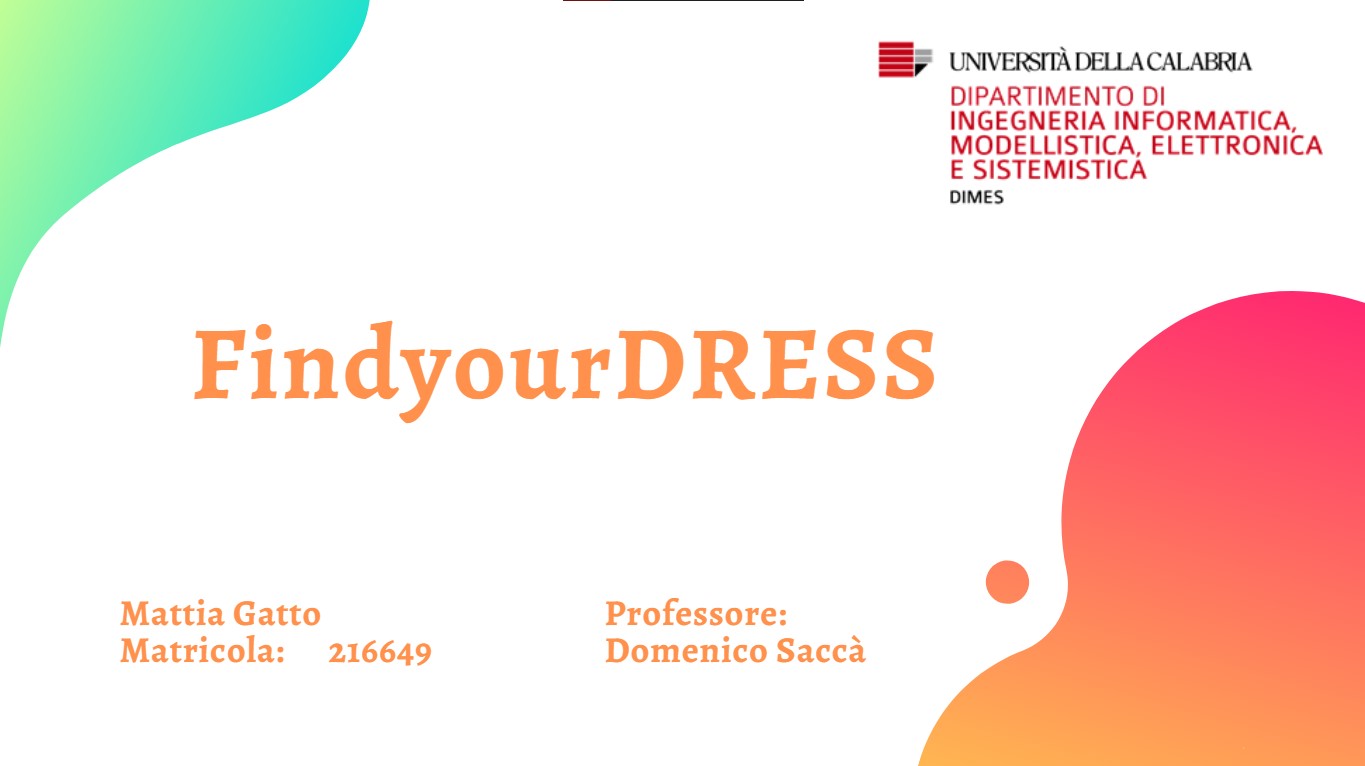 UNIVERSITÀ DELLA CALABRIA
DIPARTIMENTO DI
INGEGNERIA INFORMATICA,
MODELLISTICA, ELETTRONICA
E SISTEMISTICA
DIMES
FindyourDRESS
Mattia Gatto
Matricola: 216649
Professore:
Domenico Saccà